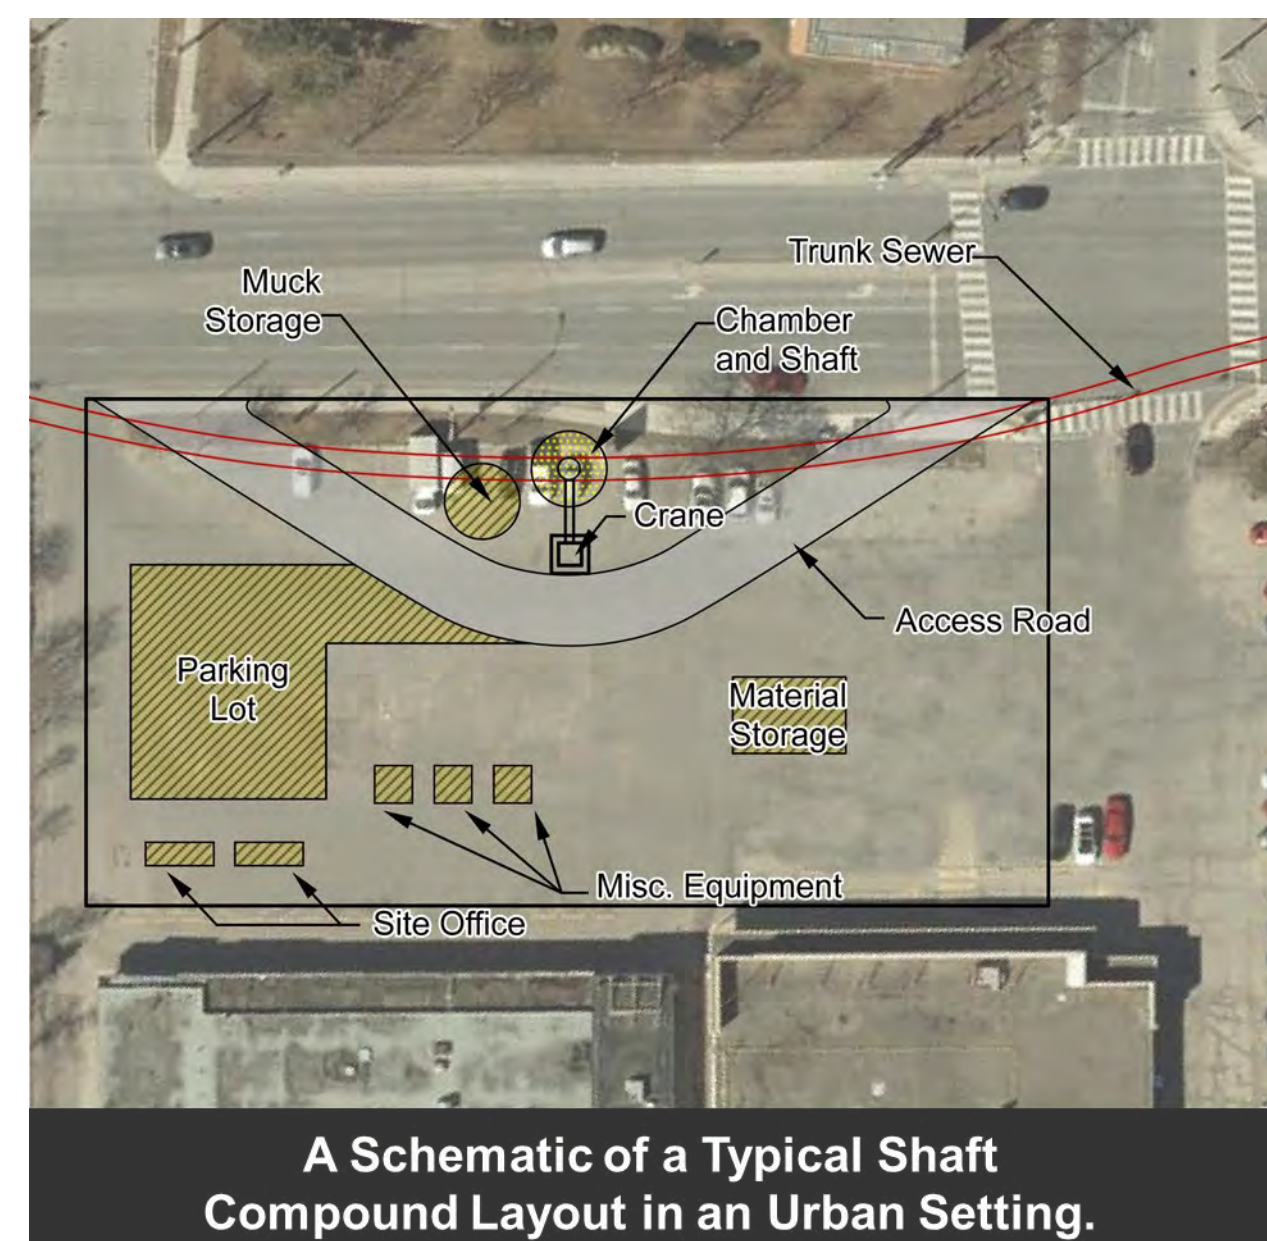 Trunk Sewer
Muck
Storage
Chamber
and Shaft
Crane
Access Road
Parking
Lot
Material
Storage
Misc. Equipment
Site Office
A Schematic of a Typical Shaft
Compound Layout in an Urban Setting.